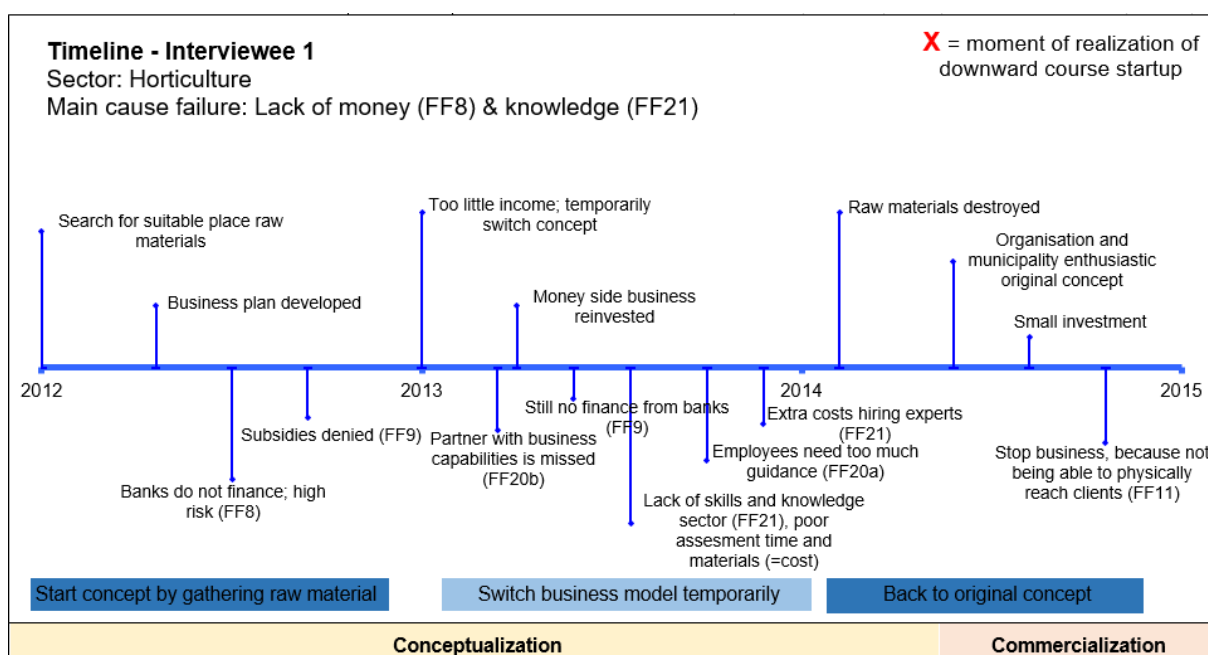 Timeline - Interviewee 1
Sector: Horticulture
Main cause failure: Lack of money (FF8) & knowledge (FF21)
X = moment of realization of
downward course startup
Search for suitable place raw
materials
Business plan developed
Too little income; temporarily
switch concept
Money side business
reinvested
Raw materials destroyed
Organisation and
municipality enthusiastic
original concept
Small investment
2012
2013
2014
2015
Banks do not finance; high
risk (FF8)
Subsidies denied (FF9)
Partner with business
capabilities is missed
(FF20b)
Still no finance from banks
(FF9)
Lack of skills and knowledge
sector (FF21), poor
assesment time and
materials (=cost)
Employees need too much
guidance (FF20a)
Extra costs hiring experts
(FF21)
Stop business, because not
being able to physically
reach clients (FF11)
Start concept by gathering raw material
Switch business model temporarily
Back to original concept
Conceptualization
Commercialization